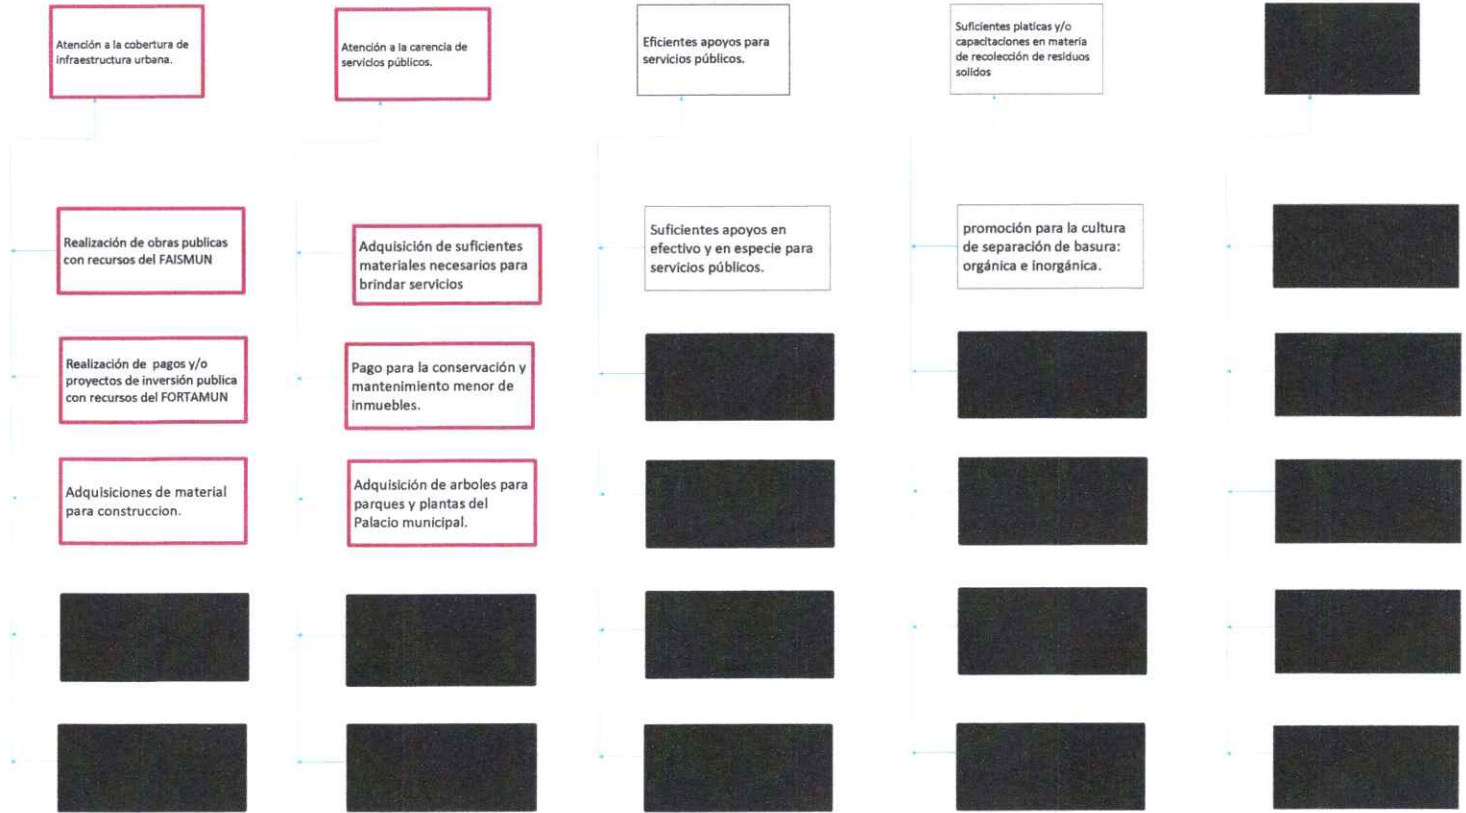 Atención a la cobertura de
infraestructura urbana.
Atención a la carencia de
servicios públicos.
Eficientes apoyos para
servicios públicos.
Suficientes platicas y/o
capacitaciones en materia
de recolección de residuos
solidos
Realización de obras publicas
con recursos del FAISMUN
Adquisición de suficientes
materiales necesarios para
brindar servicios
Suficientes apoyos en
efectivo y en especie para
servicios públicos.
promoción para la cultura
de separación de basura:
orgánica e inorgánica.
Realización de pagos y/o
proyectos de inversión publica
con recursos del FORTAMUN
Pago para la conservación y
mantenimiento menor de
inmuebles.
Adquisiciones de material
para construccion.
Adquisición de arboles para
parques y plantas del
Palacio municipal.